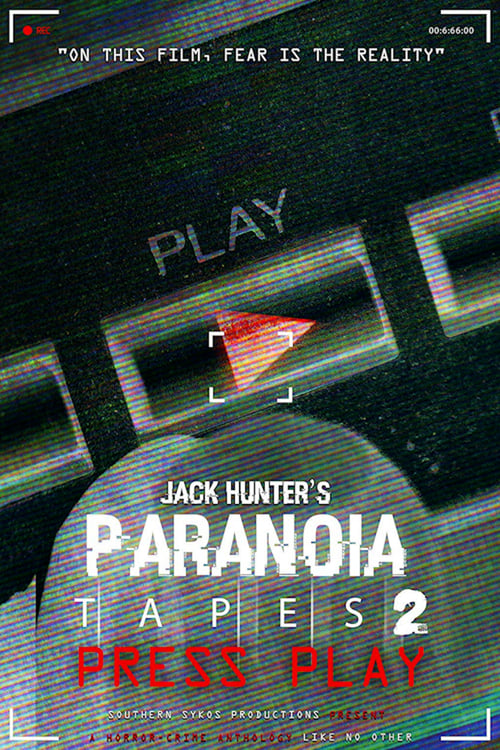 REC
00:6:66:00
"ON THIS FILM, FEAR IS THE REALITY"
PLAY
JACK HUNTER'S
PARANOIA
TAPES 2
PRESS PLAY
SOUTHERN SYKOS PRODUCTIONS PRESENT
A HORROR-CRIME ANTHOLOGY LIKE NO OTHER